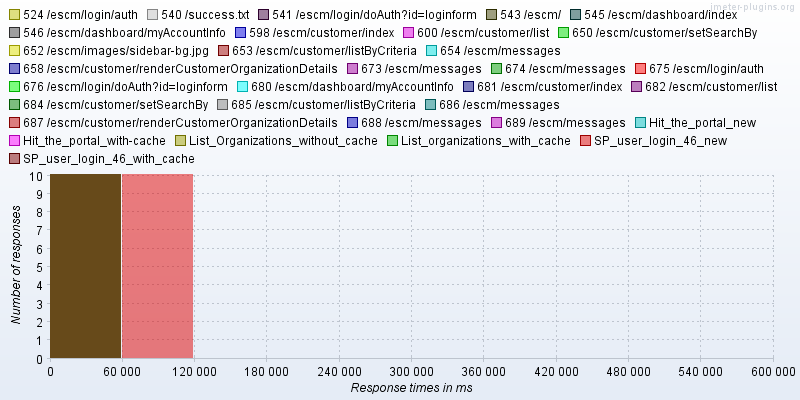 jmeter-plugins.org
524 /escm/login/auth 540 /success.txt 541 /escm/login/doAuth?id=loginform 543 /escm/ 545 /escm/dashboard/index
546 /escm/dashboard/myAccountInfo 598 /escm/customer/index 600 /escm/customer/list 650 /escm/customer/setSearchBy
652 /escm/images/sidebar-bg.jpg 653 /escm/customer/listByCriteria 654 /escm/messages
658 /escm/customer/renderCustomerOrganizationDetails 673 /escm/messages 674 /escm/messages 675 /escm/login/auth
676 /escm/login/doAuth?id=loginform 680 /escm/dashboard/myAccountInfo 681 /escm/customer/index 682 /escm/customer/list
684 /escm/customer/setSearchBy 685 /escm/customer/listByCriteria 686 /escm/messages
687 /escm/customer/renderCustomerOrganizationDetails 688 /escm/messages 689 /escm/messages Hit_the_portal_new
Hit_the_portal_with-cache List_Organizations_without_cache List_organizations_with_cache SP_user_login_46_new
SP_user_login_46_with_cache
10
9
8
7
6
5
4
3
2
1
0
Number of responses
0 60 000 120 000 180 000 240 000 300 000 360 000 420 000 480 000 540 000 600 000
Response times in ms